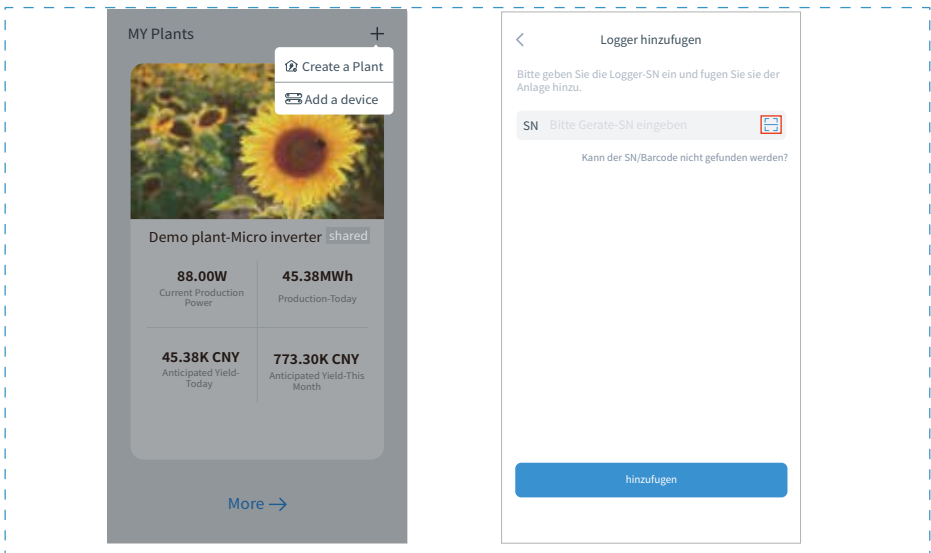 MY Plants
Create a Plant
Add a device
Demo plant-Micro inverter shared
88.00W
Current Production
Power
45.38MWh
Production-Today
45.38K CNY
Anticipated Yield-
Today
773.30K CNY
Anticipated Yield-This
Month
More
Logger hinzufugen
Bitte geben Sie die Logger-SN ein und fugen Sie sie der
Anlage hinzu.
SN Bitte Gerate-SN eingeben
Kann der SN/Barcode nicht gefunden werden?
hinzufugen